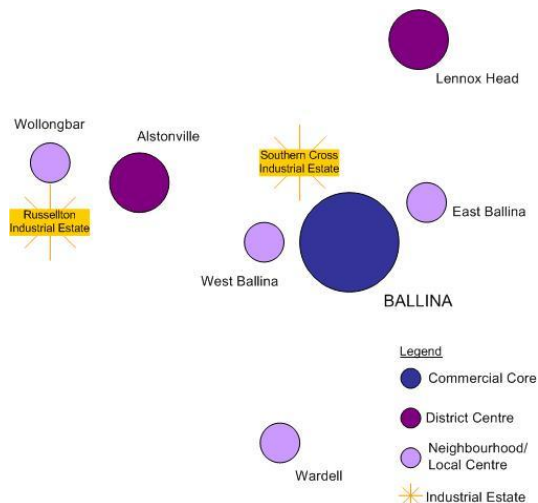 Lennox Head
Wollongbar
Alstonville
Southern Cross
Industrial Estate
Russellton
Industrial Estate
East Ballina
West Ballina
BALLINA
Legend
Commercial Core
District Centre
Neighbourhood/
Local Centre
Wardell
Industrial Estate